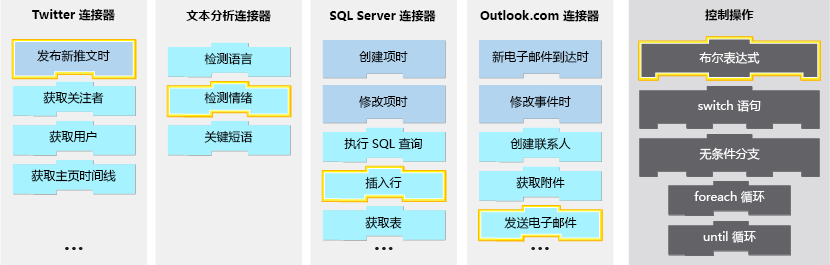 Twitter 连接器
发布新推文时
获取关注者
获取用户
获取主页时间线
...
文本分析连接器
检测语言
检测情绪
关键短语
SQL Server 连接器
创建项时
修改项时
执行 SQL 查询
插入行
获取表
...
Outlook.com 连接器
新电子邮件到达时
修改事件时
创建联系人
获取附件
发送电子邮件
...
控制操作
布尔表达式
switch 语句
无条件分支
foreach 循环
until 循环